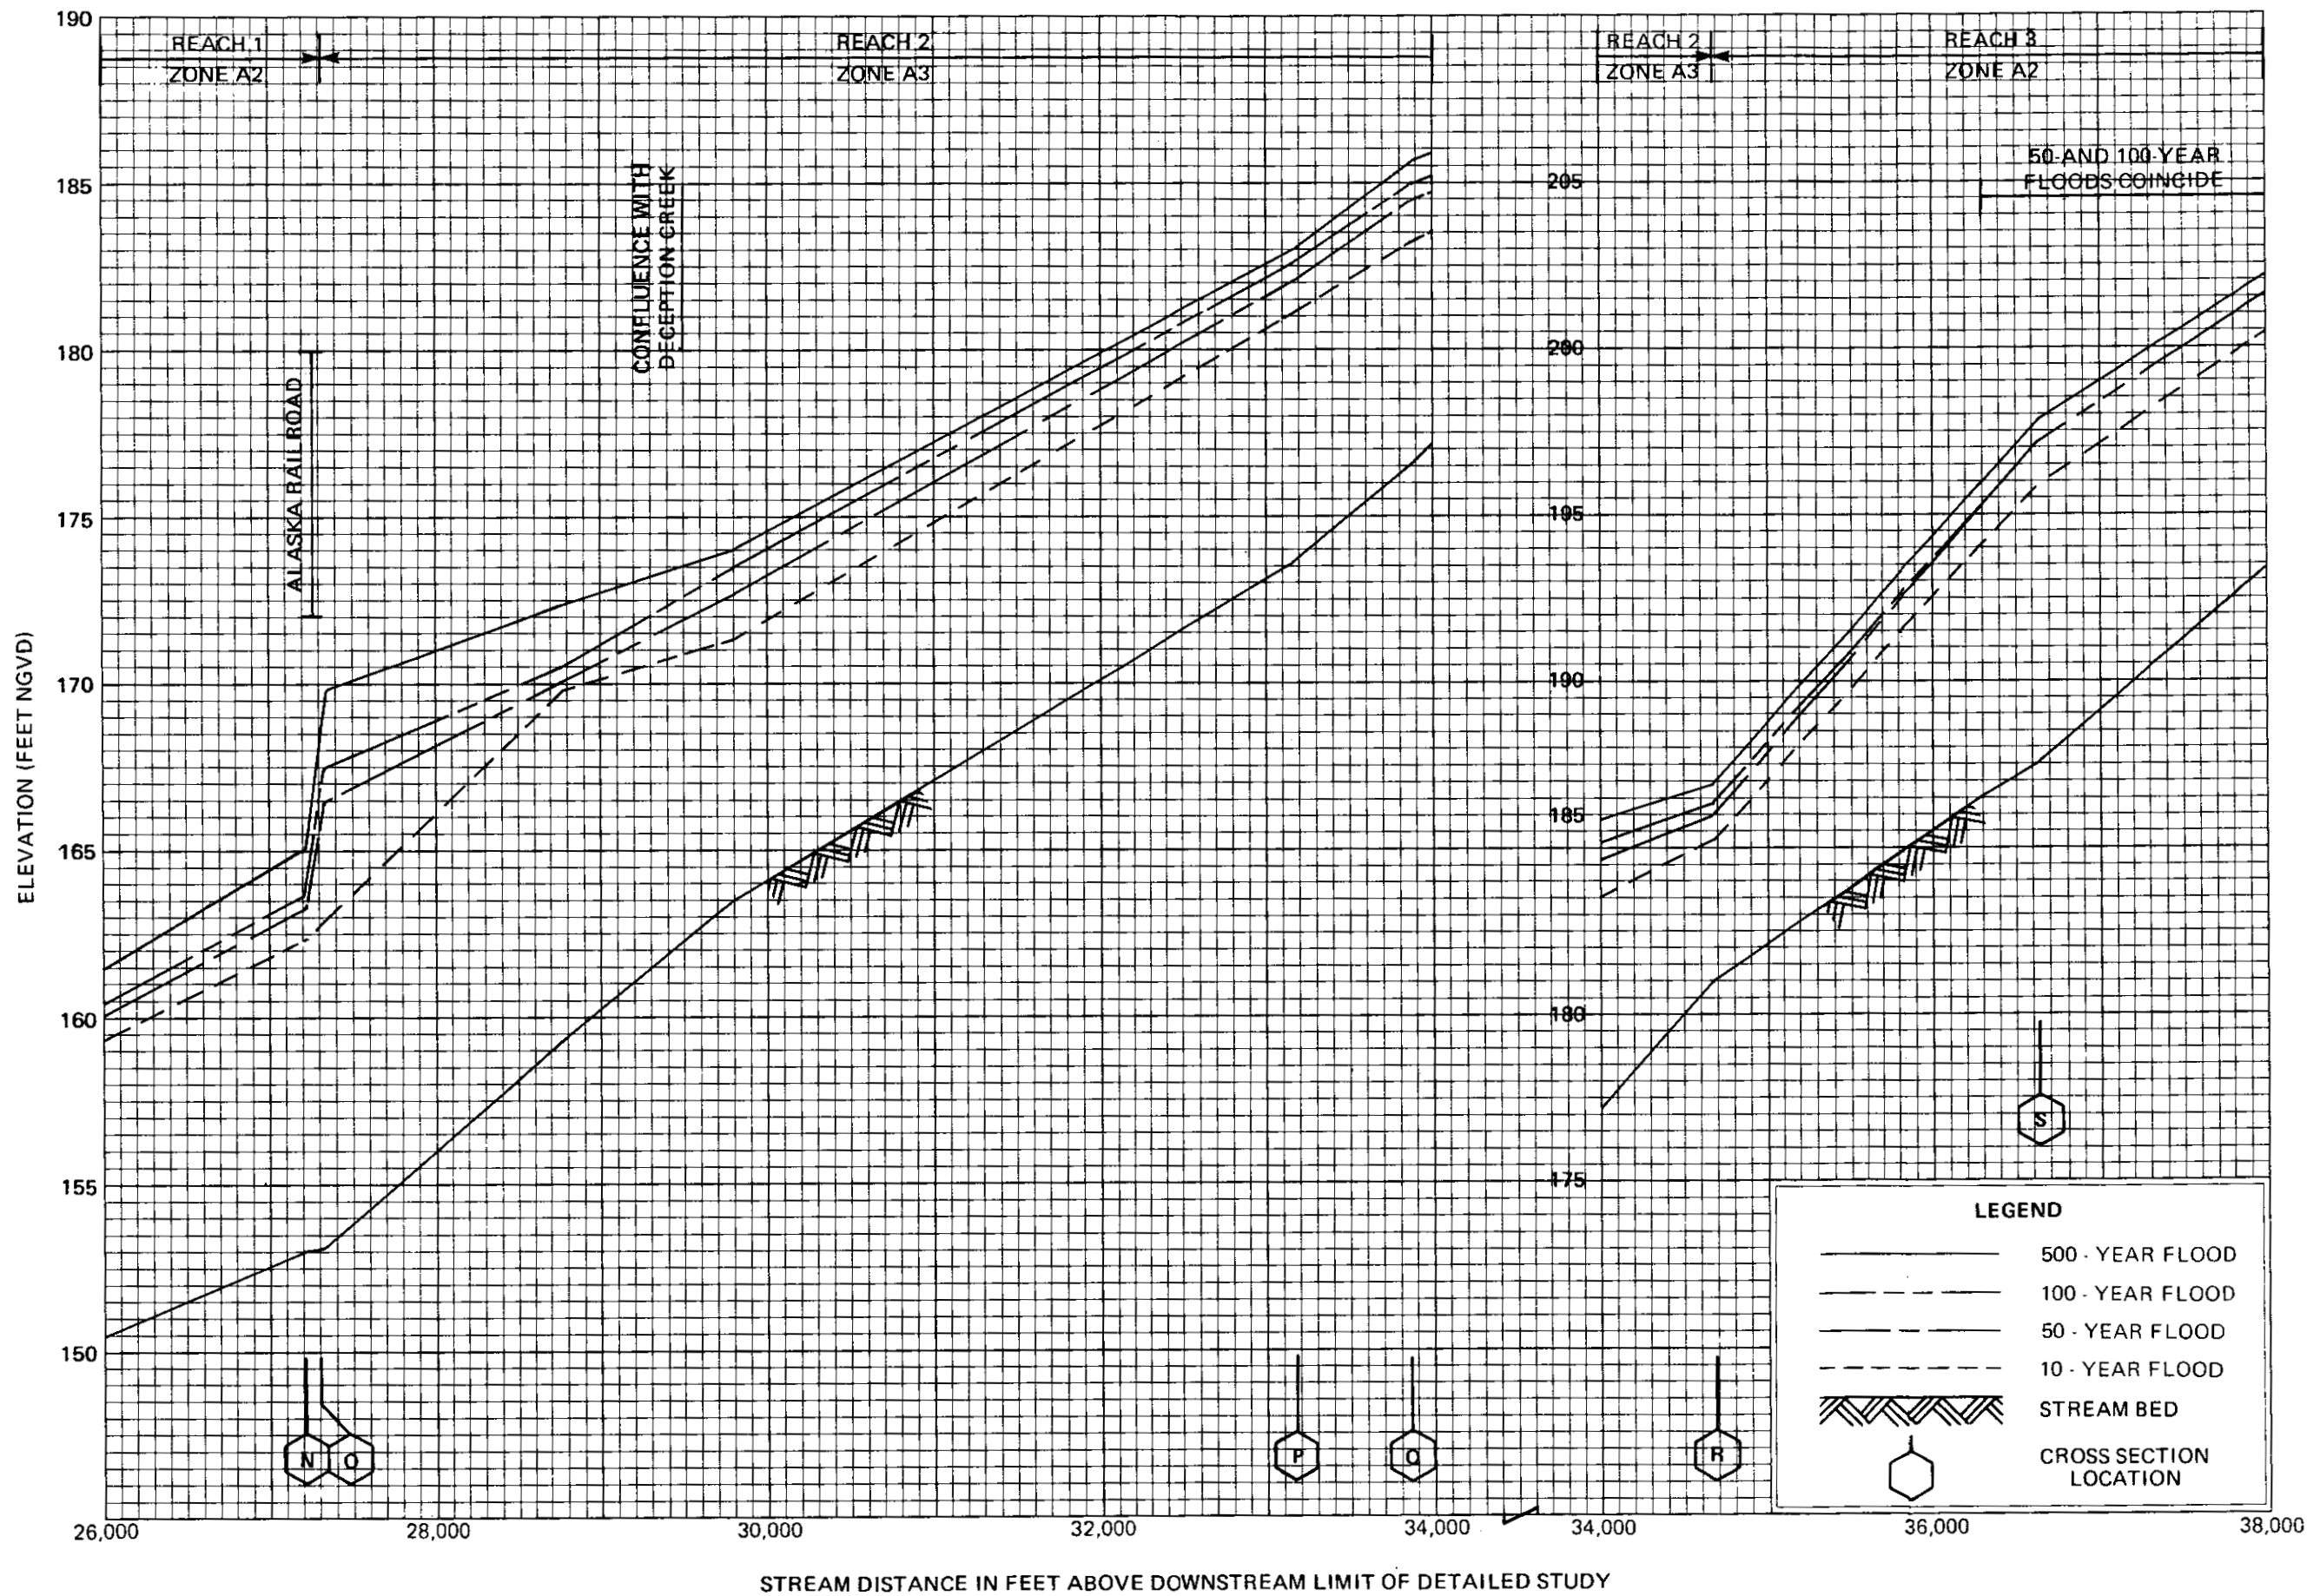 190
REACH 1
ZONE A2
REACH 2
ZONE A3
REACH 2
ZONE A3
REACH 3
ZONE A2
50-AND 100-YEAR
FLOODS COINCIDE
185
205
CONFLUENCE WITH
DECEPTION CREEK
180
200
ALASKA RAILROAD
175
195
170
190
ELEVATION (FEET NGVD)
165
185
160
180
155
175
150
N
O
P
Q
R
S
LEGEND
500 - YEAR FLOOD
100 - YEAR FLOOD
50 - YEAR FLOOD
10 - YEAR FLOOD
STREAM BED
CROSS SECTION
LOCATION
26,000
28,000
30,000
32,000
34,000
34,000
36,000
38,000
STREAM DISTANCE IN FEET ABOVE DOWNSTREAM LIMIT OF DETAILED STUDY